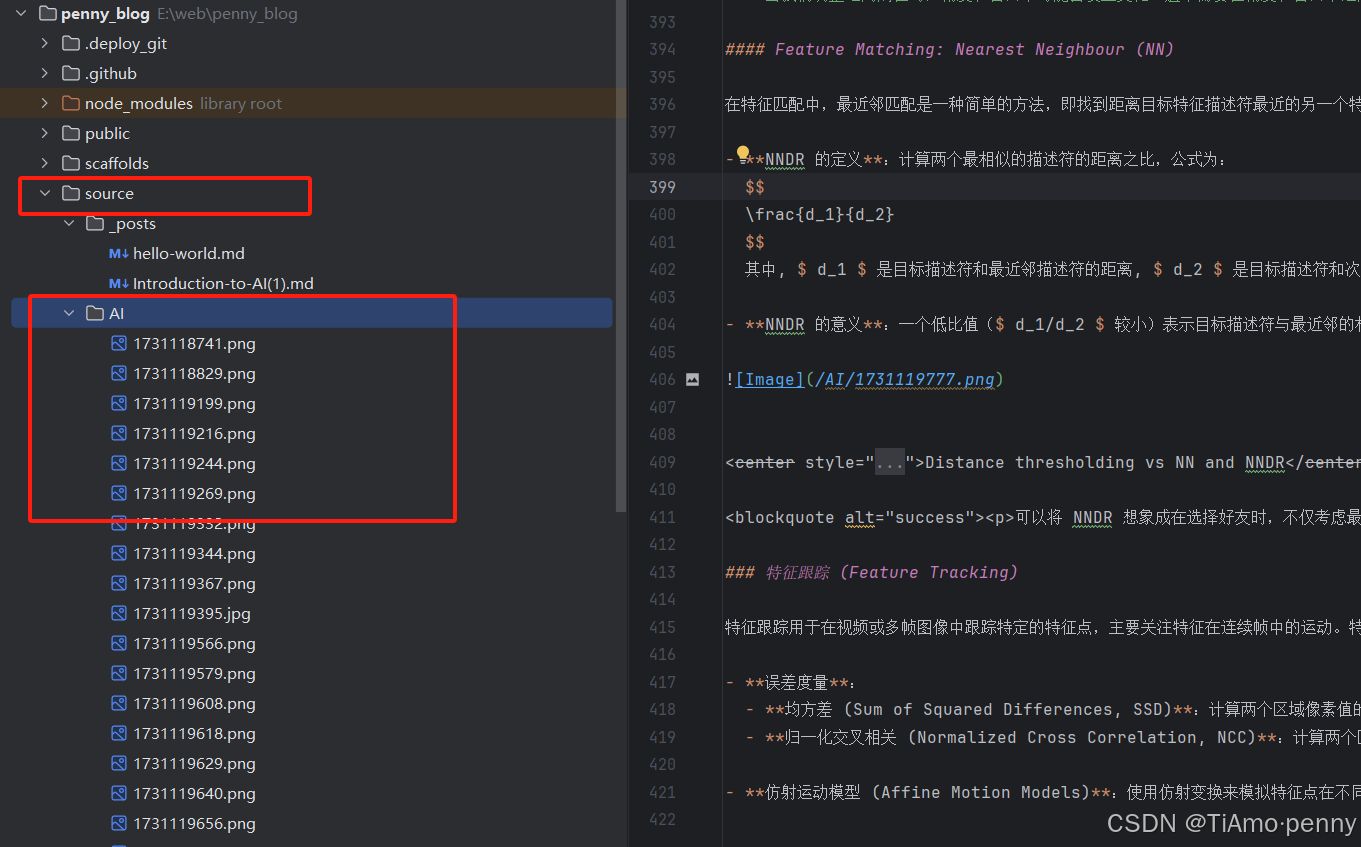 penny_blog E:\web\penny_blog
.deploy_git
.github
node_modules library root
public
scaffolds
source
_posts
M↓ hello-world.md
M↓ Introduction-to-AI(1).md
AI
1731118741.png
1731118829.png
1731119199.png
1731119216.png
1731119244.png
1731119269.png
1731119332.png
1731119344.png
1731119367.png
1731119395.jpg
1731119566.png
1731119579.png
1731119608.png
1731119618.png
1731119629.png
1731119640.png
1731119656.png
393
394 #### Feature Matching: Nearest Neighbour (NN)
395
396 在特征匹配中，最近邻匹配是一种简单的方法，即找到距离目标特征描述符最近的另一个特
397
398 - **NNDR 的定义**：计算两个最相似的描述符的距离之比，公式为：
399 $$
400 \frac{d_1}{d_2}
401 $$
402 其中, $ d_1 $ 是目标描述符和最近邻描述符的距离, $ d_2 $ 是目标描述符和次
403
404 - **NNDR 的意义**：一个低比值（$ d_1/d_2 $ 较小）表示目标描述符与最近邻的
405
406 ![Image](/AI/1731119777.png)
407
408
409 <center style="...">Distance thresholding vs NN and NNDR</center
410
411 <blockquote alt="success"><p>可以将 NNDR 想象成在选择好友时，不仅考虑最
412
413 ### 特征跟踪 (Feature Tracking)
414
415 特征跟踪用于在视频或多帧图像中跟踪特定的特征点，主要关注特征在连续帧中的运动。特
416
417 - **误差度量**：
418 - **均方差 (Sum of Squared Differences, SSD)**：计算两个区域像素值的
419 - **归一化交叉相关 (Normalized Cross Correlation, NCC)**：计算两个区
420
421 - **仿射运动模型 (Affine Motion Models)**：使用仿射变换来模拟特征点在不同
422
CSDN @TiAmo·penny